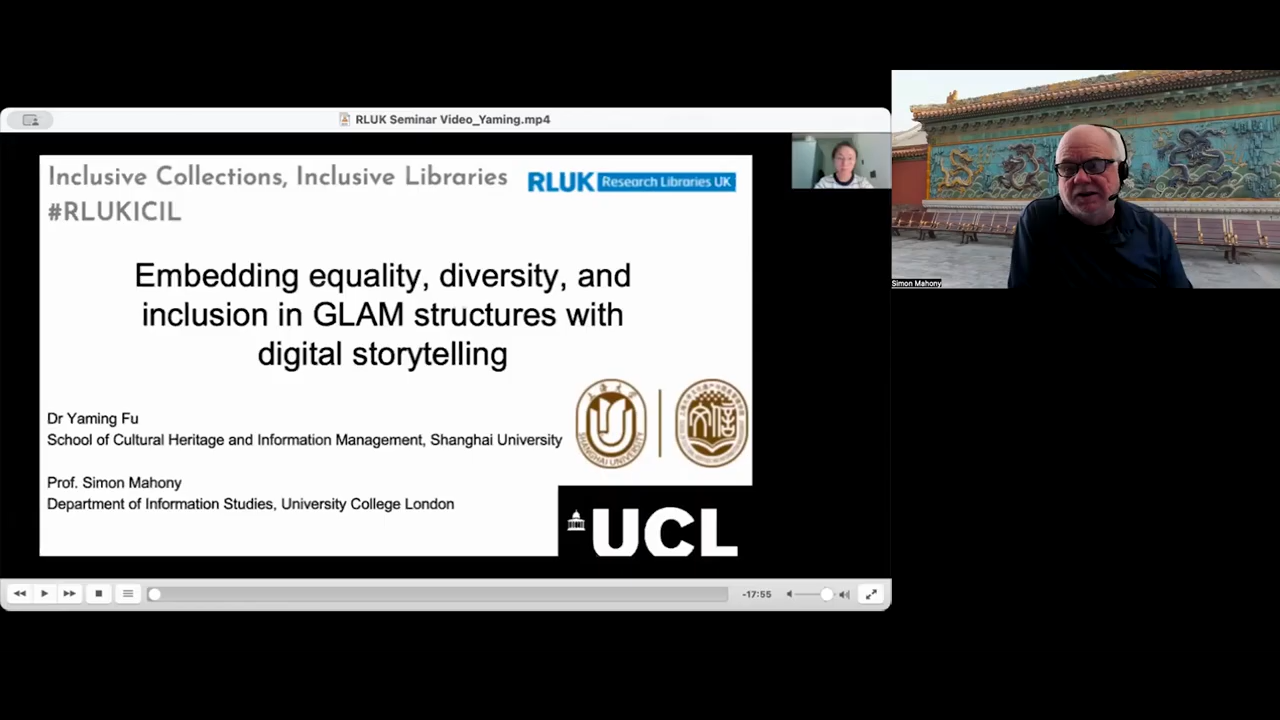 RLUK Seminar Video_Yaming.mp4
Inclusive Collections, Inclusive Libraries
#RLUKICIL
RLUK Research Libraries UK
Embedding equality, diversity, and
inclusion in GLAM structures with
digital storytelling
Dr Yaming Fu
School of Cultural Heritage and Information Management, Shanghai University
Prof. Simon Mahony
Department of Information Studies, University College London
SHANGHAI UNIVERSITY
UCL
-17:55
Simon Mahony